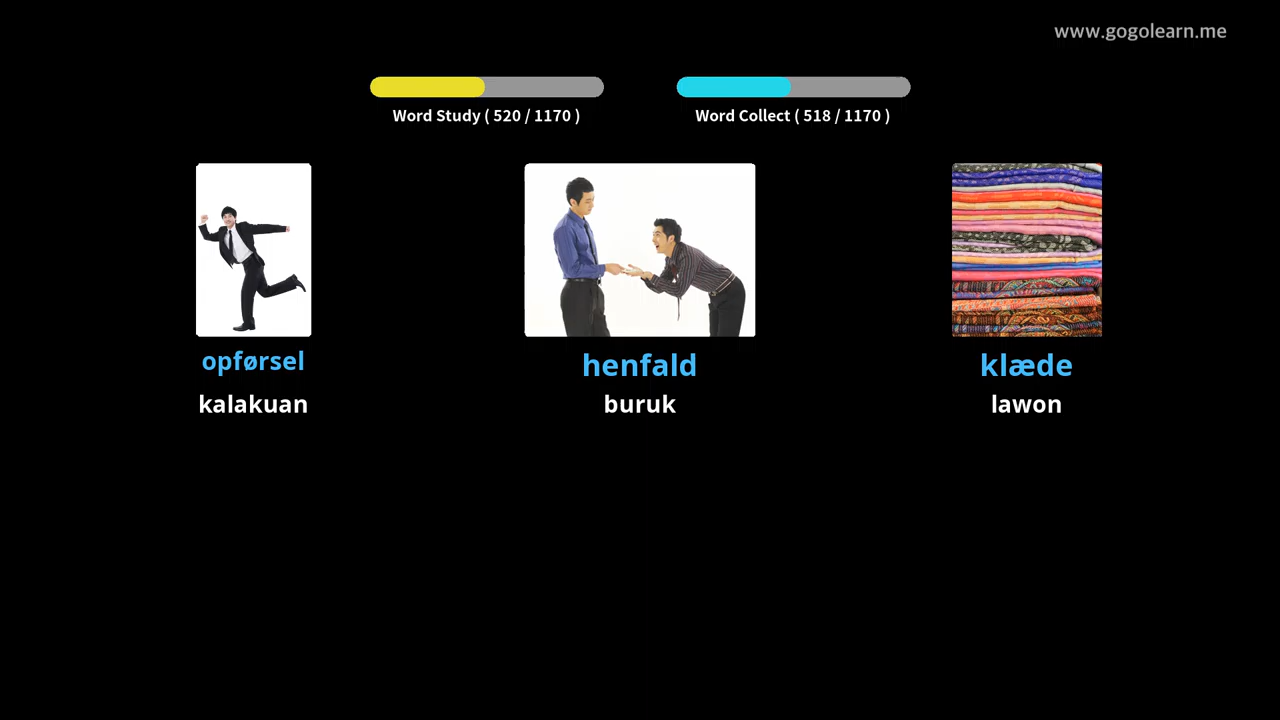 www.gogolearn.me
Word Study ( 520 / 1170 )
Word Collect ( 518 / 1170 )
opførsel
henfald
klæde
kalakuan
buruk
lawon